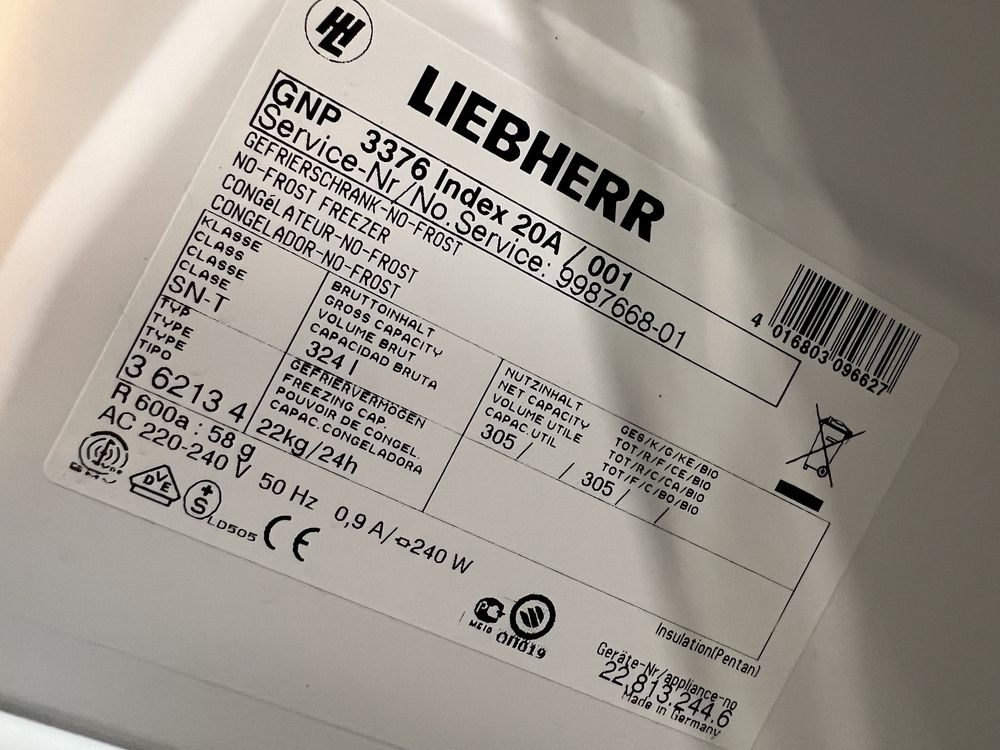 LIEBHERR
GNP 3376 Index 20A / 001
Service-Nr/No.Service: 9987668-01
GEFRIERSCHRANK-NO-FROST
NO-FROST FREEZER
CONGéLATEUR-NO-FROST
CONGELADOR-NO-FROST
4 016803 096627
KLASSE
CLASS
CLASSE
CLASE
SN-T
BRUTTOINHALT
GROSS CAPACITY
VOLUME BRUT
CAPACIDAD BRUTA
324 l
NUTZINHALT
NET CAPACITY
VOLUME UTILE
CAPAC.UTIL
GES/K/G/KE/BIO
TOT/R/F/CE/BIO
TOT/R/C/CA/BIO
TOT/F/C/BO/BIO
305 / / 305 / /
TYP
TYPE
TYPE
TIPO
3 6213 4
GEFRIERVERMÖGEN
FREEZING CAP.
POUVOIR DE CONGEL.
CAPAC.CONGELADORA
22kg/24h
R 600a : 58 g
AC 220-240 V 50 Hz 0,9 A/ 240 W
Insulation(Pentan)
DVE
+S
LD505
CE
ME10
ОП019
Geräte-Nr/appliance-no
22.813.244.6
Made in Germany